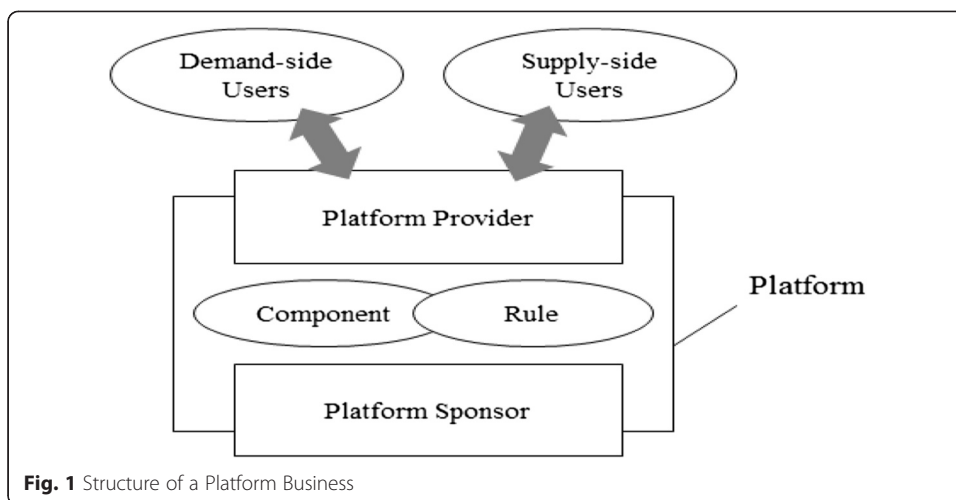 Demand-side
Users
Supply-side
Users
Platform Provider
Platform
Component
Rule
Platform Sponsor
Fig. 1 Structure of a Platform Business